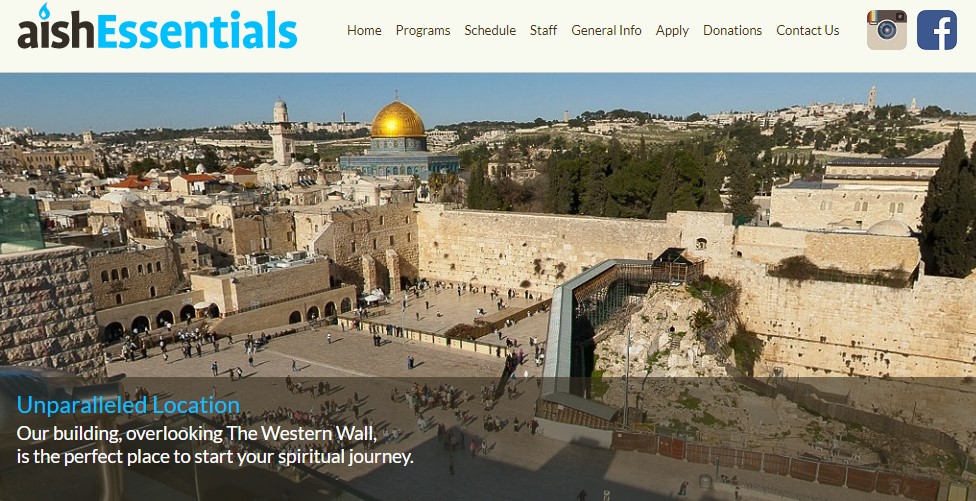 aishEssentials
Home Programs Schedule Staff General Info Apply Donations Contact Us
Unparalleled Location
Our building, overlooking The Western Wall,
is the perfect place to start your spiritual journey.